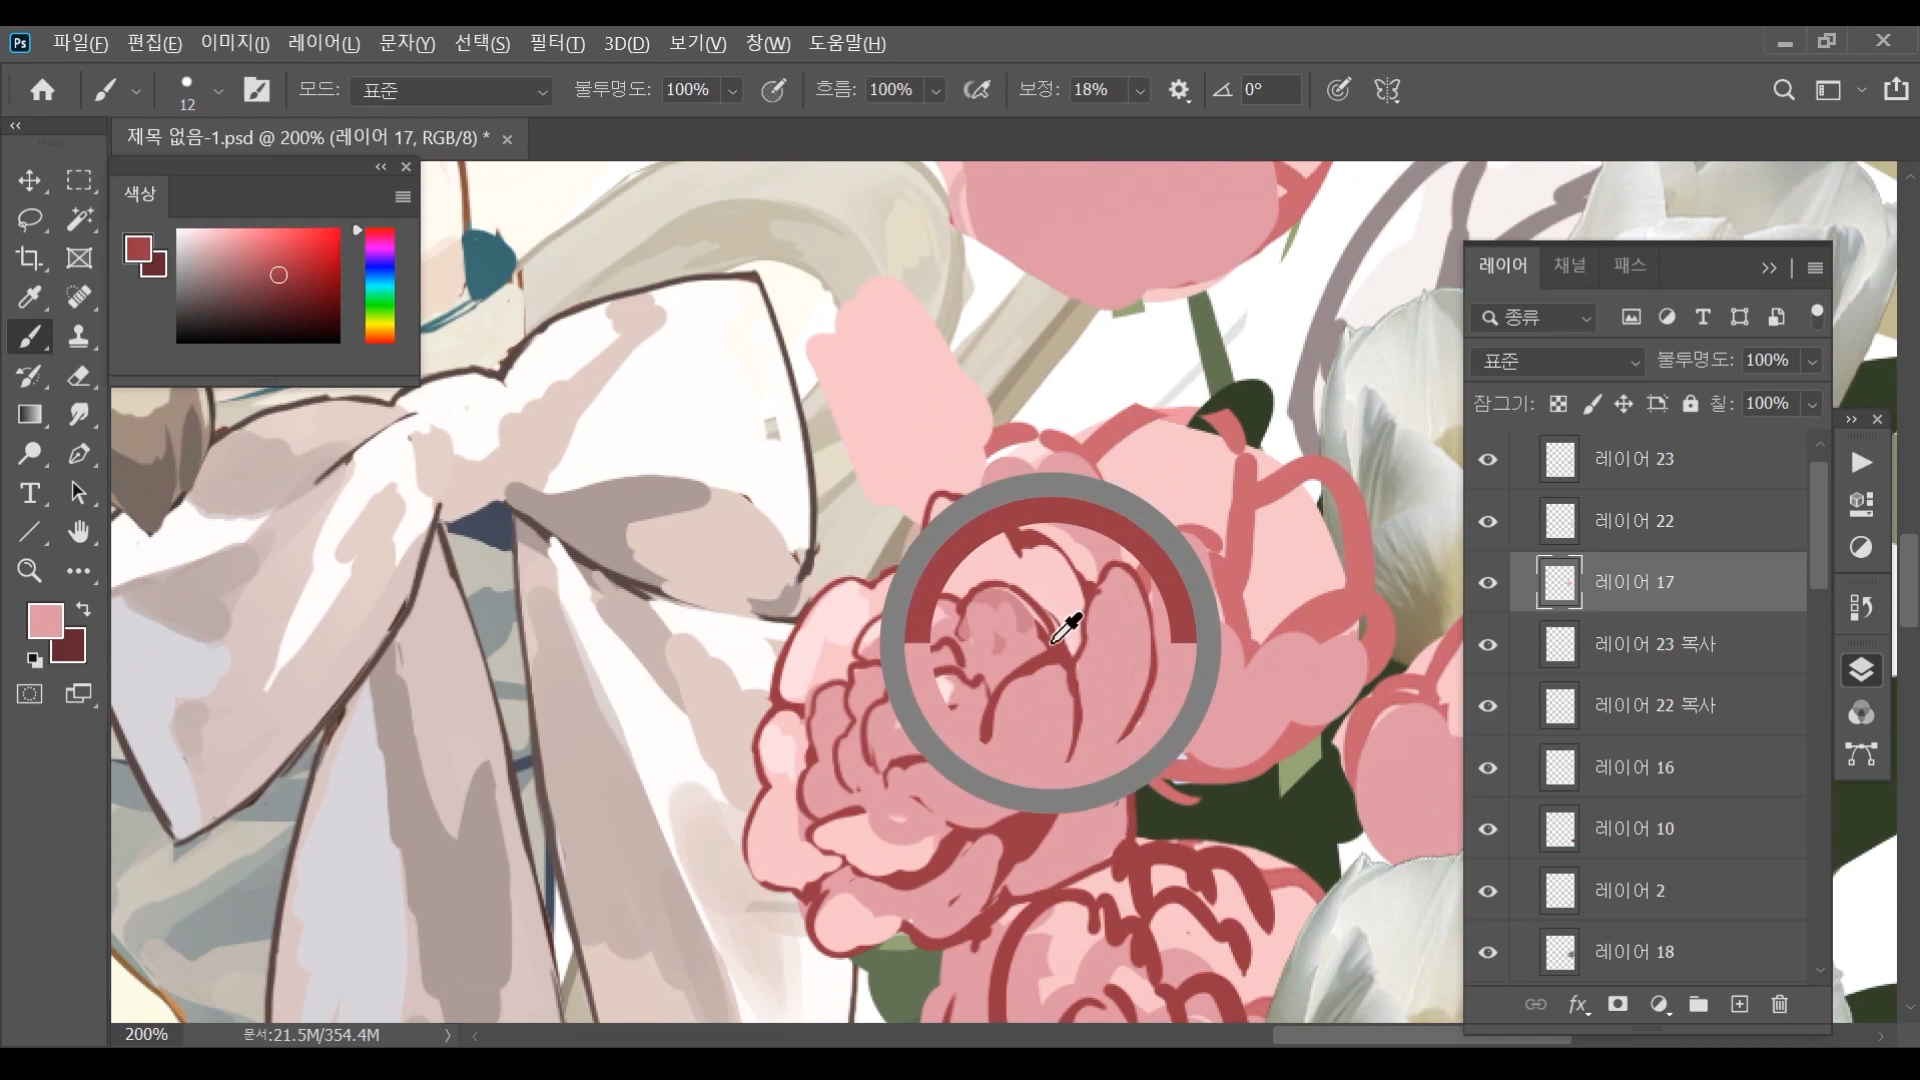 Ps 파일(F) 편집(E) 이미지(I) 레이어(L) 문자(Y) 선택(S) 필터(T) 3D(D) 보기(V) 창(W) 도움말(H)
12 모드: 표준 불투명도: 100% 흐름: 100% 보정: 18% 0°
제목 없음-1.psd @ 200% (레이어 17, RGB/8) *
색상
레이어 채널 패스
종류
표준 불투명도: 100%
잠그기: 칠: 100%
레이어 23
레이어 22
레이어 17
레이어 23 복사
레이어 22 복사
레이어 16
레이어 10
레이어 2
레이어 18
fx
200% 문서:21.5M/354.4M